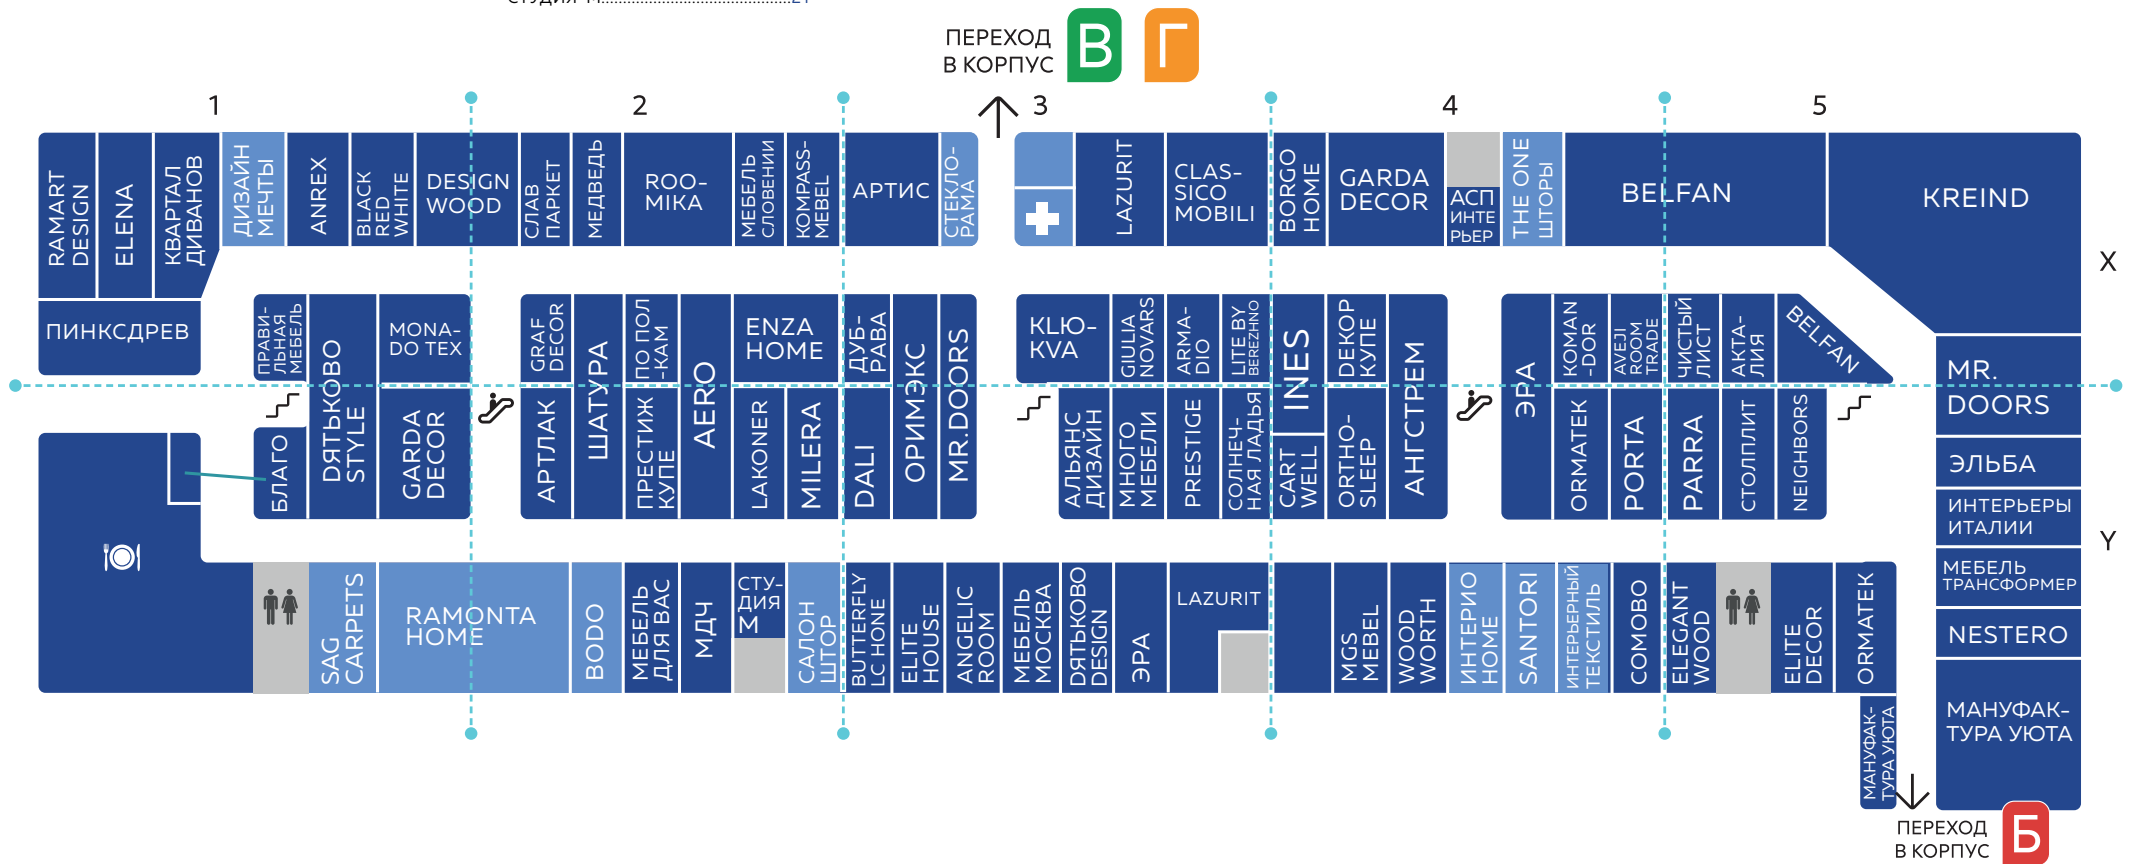 СТУДИЯ "М"..........................................2Y
ПЕРЕХОД
В КОРПУС
В
Г
1
2
3
4
5
RAMART
DESIGN
ELENA
КВАРТАЛ
ДИВАНОВ
ДИЗАЙН
МЕЧТЫ
ANREX
BLACK
RED
WHITE
DESIGN
WOOD
СЛАВ
ПАРКЕТ
МЕДВЕДЬ
ROO-
MIKA
МЕБЕЛЬ
СЛОВЕНИИ
KOMPASS-
MEBEL
АРТИС
СТЕКЛО-
РАМА
LAZURIT
CLAS-
SICO
MOBILI
BORGO
HOME
GARDA
DECOR
АСП
ИНТЕ
РЬЕР
THE ONE
ШТОРЫ
BELFAN
KREIND
X
ПИНКСДРЕВ
ПРАВИ-
ЛЬНАЯ
МЕБЕЛЬ
DЯТЬКОВО
STYLE
MONA-
DO TEX
GRAF
DECOR
ШАТУРА
ПО ПОЛ
-КАМ
AERO
ENZA
HOME
ДУБ-
РАВА
ОРИМЭКС
MR.DOORS
KLЮ-
KVA
GIULIA
NOVARS
ARMA-
DIO
LITE BY
BEREZHNO
INES
DЕКОР
КУПЕ
АНГСТРЕМ
ЭРА
KOMAN
-DOR
AVEJI
ROOM
TRADE
ЧИСТЫЙ
ЛИСТ
АКТА-
ЛИЯ
BELFAN
MR.
DOORS
БЛАГО
GARDA
DECOR
АРТЛАК
ПРЕСТИЖ
КУПЕ
LAKONER
MILERA
DALI
АЛЬЯНС
ДИЗАЙН
МНОГО
МЕБЕЛИ
PRESTIGE
СОЛНЕЧ-
НАЯ ЛАДЬЯ
CART
WELL
ORTHO-
SLEEP
ORMATEK
PORTA
PARRA
СТОЛПЛИТ
NEIGHBORS
ЭЛЬБА
ИНТЕРЬЕРЫ
ИТАЛИИ
Y
МЕБЕЛЬ
ТРАНСФОРМЕР
NESTERO
МАНУФАК-
ТУРА УЮТА
SAG
CARPETS
RAMONTA
HOME
BODO
МЕБЕЛЬ
ДЛЯ ВАС
МДЧ
СТУ-
ДИЯ
М
САЛОН
ШТОР
BUTTERFLY
LC HONE
ELITE
HOUSE
ANGELIC
ROOM
МЕБЕЛЬ
МОСКВА
DЯТЬКОВО
DESIGN
ЭРА
LAZURIT
MGS
MEBEL
WOOD
WORTH
ИНТЕРИО
HOME
SANTORI
ИНТЕРЬЕРНЫЙ
ТЕКСТИЛЬ
COMOBO
ELEGANT
WOOD
ELITE
DECOR
ORMATEK
МАНУФАК-
ТУРА УЮТА
ПЕРЕХОД
В КОРПУС
Б